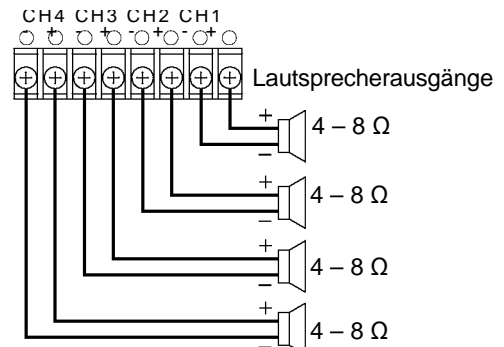 CH4 CH3 CH2 CH1
- + - + - + - +
Lautsprecherausgänge
+
4 – 8 Ω
–
+
4 – 8 Ω
–
+
4 – 8 Ω
–
+
4 – 8 Ω
–